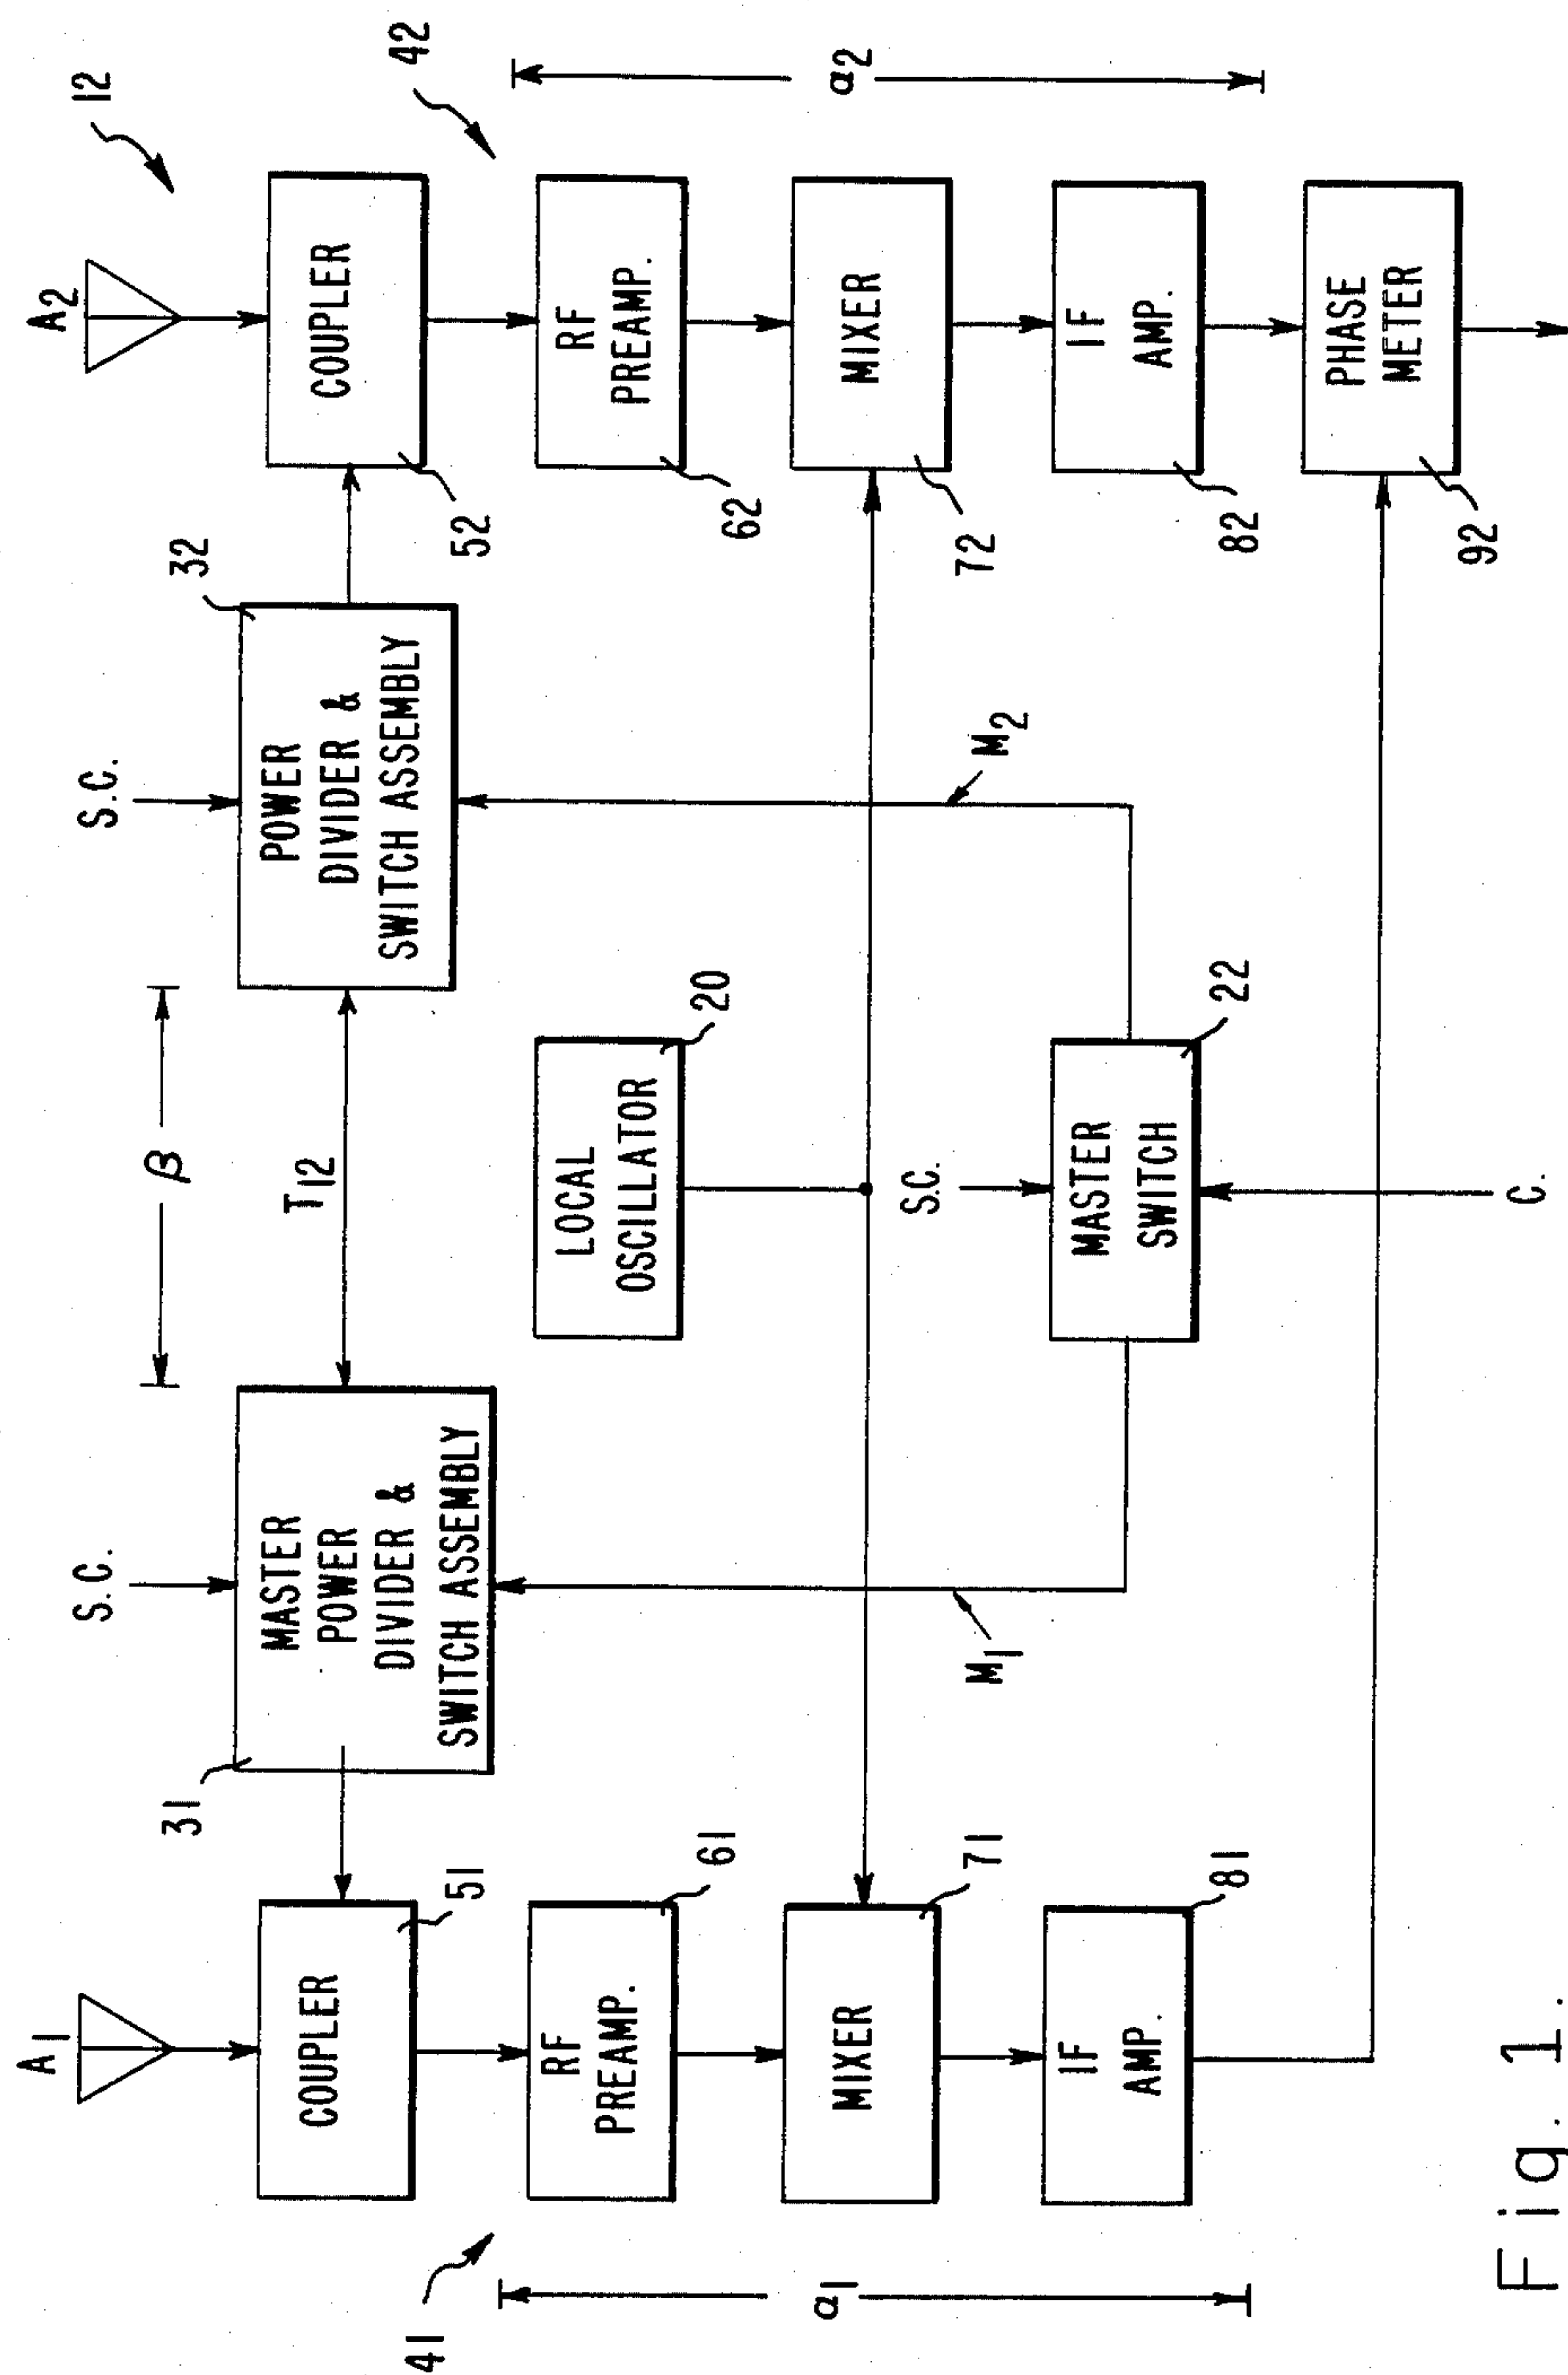 12
A1
A2
S.C.
S.C.
β
T12
31
32
42
41
COUPLER
51
MASTER
POWER
DIVIDER &
SWITCH ASSEMBLY
POWER
DIVIDER &
SWITCH ASSEMBLY
COUPLER
52
RF
PREAMP.
61
LOCAL
OSCILLATOR
20
RF
PREAMP.
62
α1
α2
MIXER
71
MIXER
72
M1
M2
S.C.
IF
AMP.
81
MASTER
SWITCH
22
IF
AMP.
82
PHASE
METER
92
C.
Fig. 1.